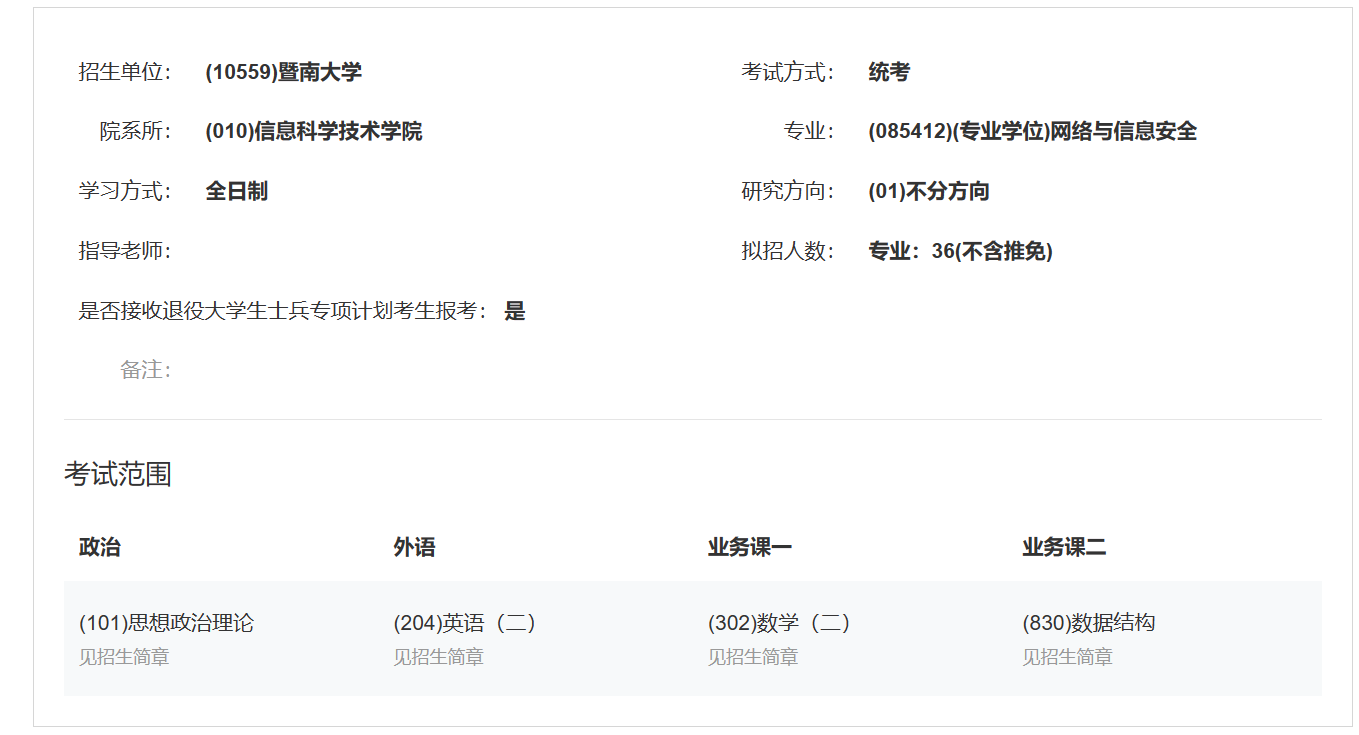 招生单位： (10559)暨南大学 考试方式： 统考
院系所： (010)信息科学技术学院 专业： (085412)(专业学位)网络与信息安全
学习方式： 全日制 研究方向： (01)不分方向
指导老师： 拟招人数： 专业：36(不含推免)
是否接收退役大学生士兵专项计划考生报考： 是
备注：
考试范围
政治 外语 业务课一 业务课二
(101)思想政治理论 (204)英语（二） (302)数学（二） (830)数据结构
见招生简章 见招生简章 见招生简章 见招生简章